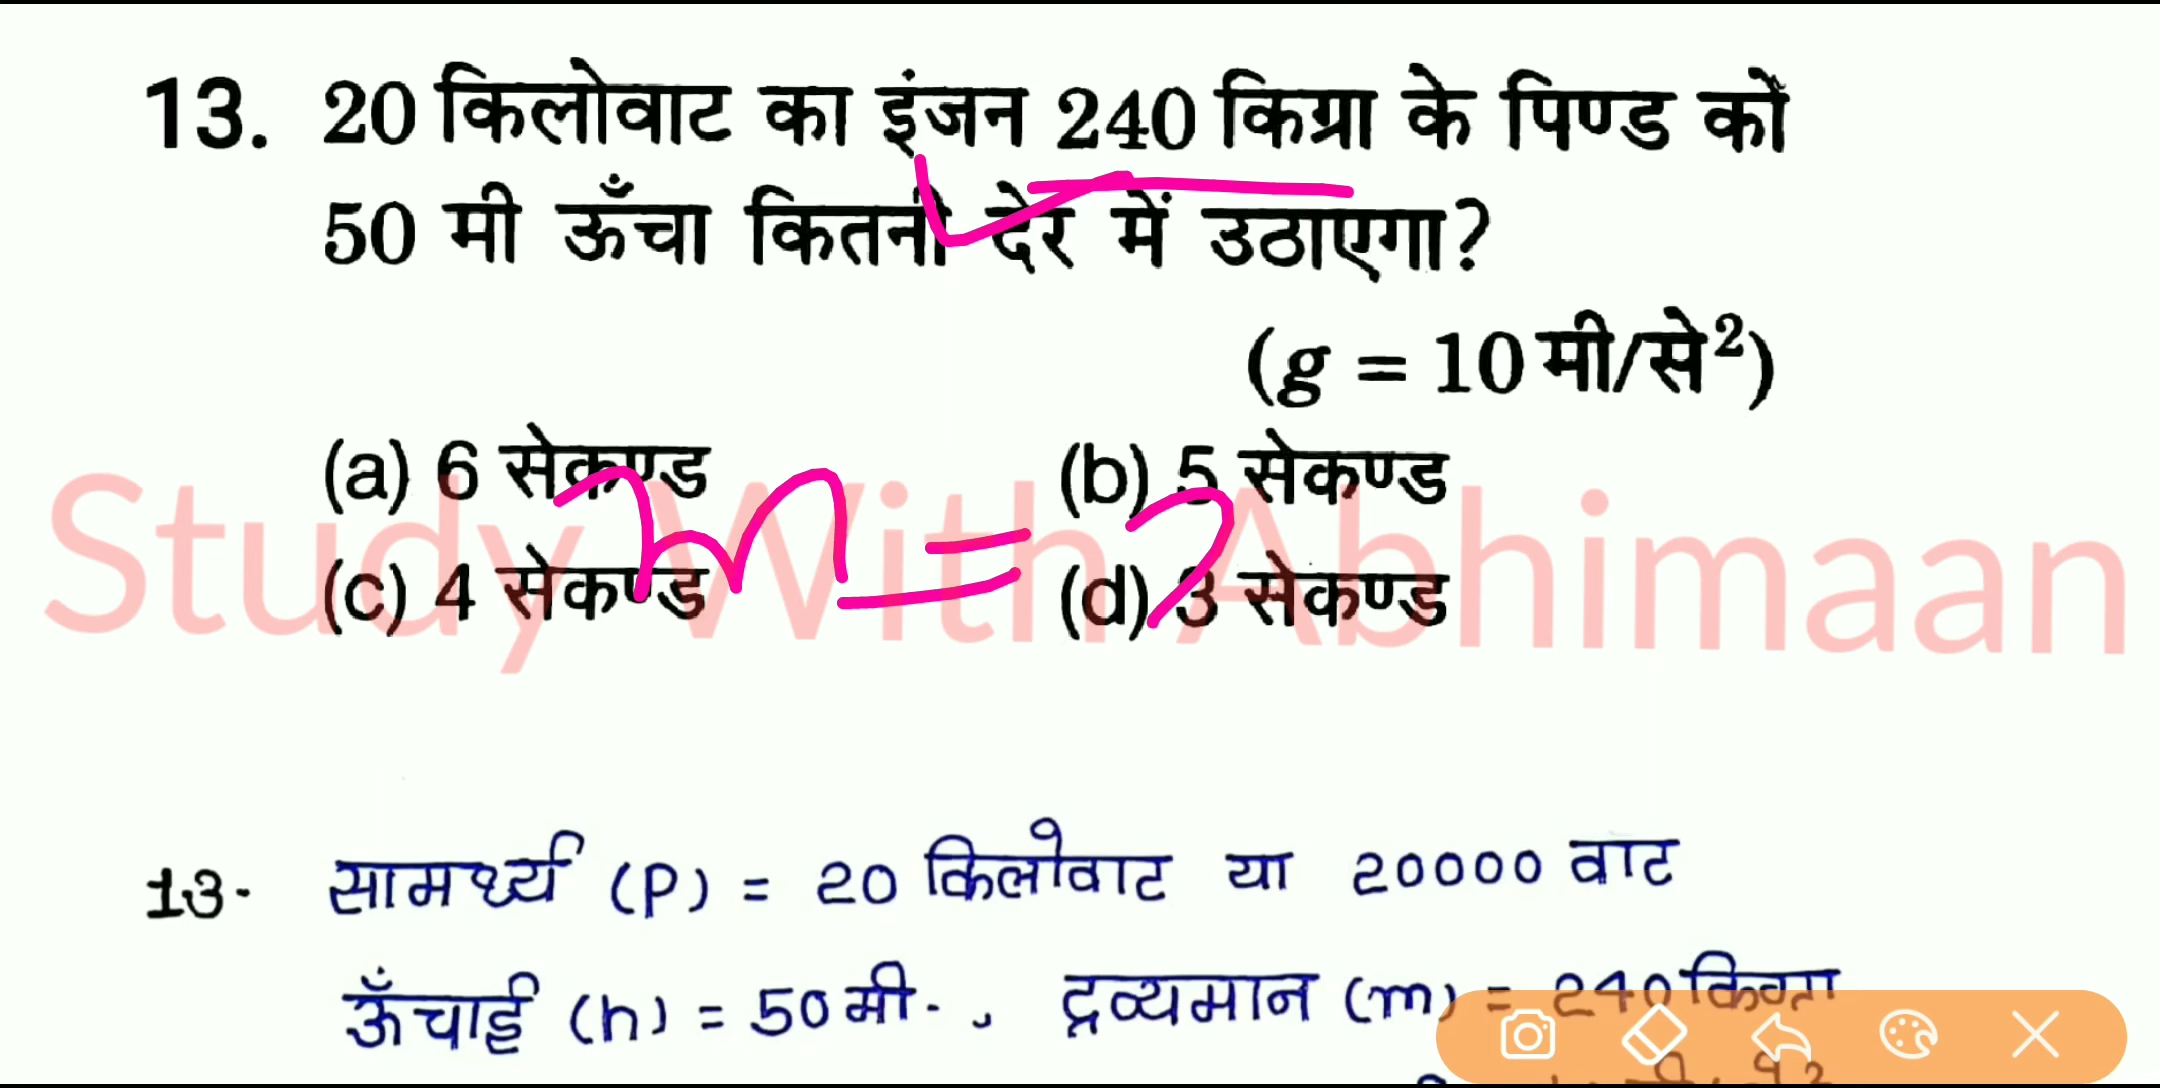 13. 20 किलोवाट का इंजन 240 किग्रा के पिण्ड को
50 मी ऊँचा कितनी देर में उठाएगा?
(g = 10 मी/से²)
(a) 6 सेकण्ड (b) 5 सेकण्ड
(c) 4 सेकण्ड (d) 3 सेकण्ड
Study With Abhimaan
m =
13. सामर्थ्य (P) = 20 किलोवाट या 20000 वाट
ऊँचाई (h) = 50 मी., द्रव्यमान (m) = 240 किग्रा